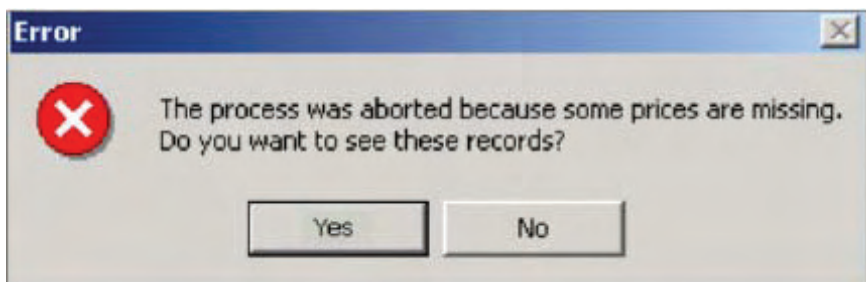 Error
The process was aborted because some prices are missing.
Do you want to see these records?
Yes
No